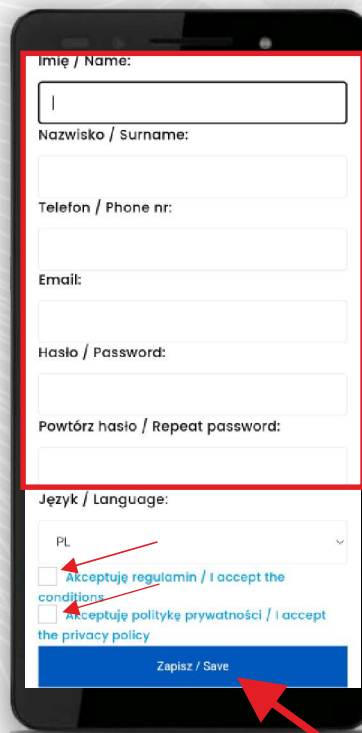 Imię / Name:
Nazwisko / Surname:
Telefon / Phone nr:
Email:
Hasło / Password:
Powtórz hasło / Repeat password:
Język / Language:
PL
Akceptuję regulamin / I accept the
conditions
Akceptuję politykę prywatności / I accept
the privacy policy
Zapisz / Save